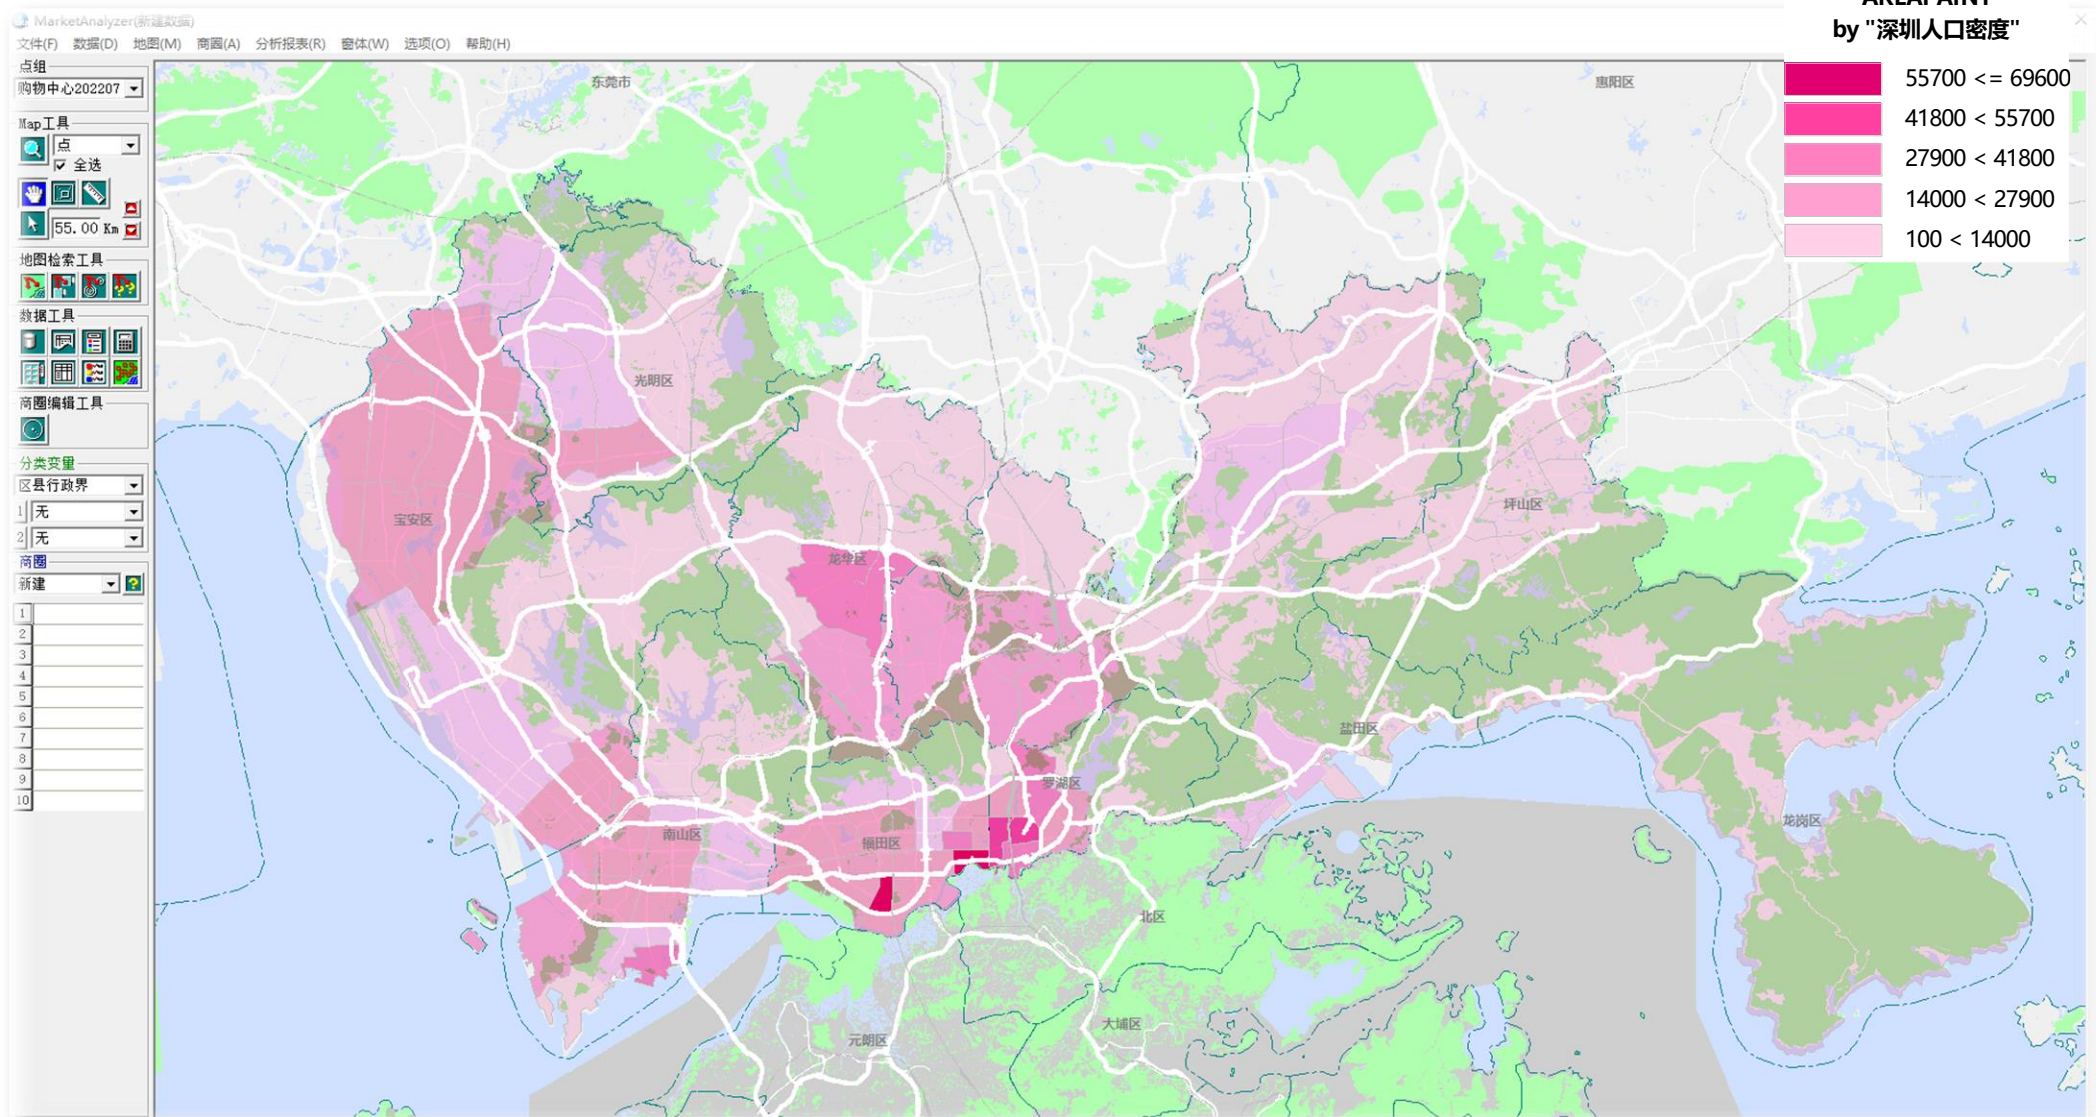 MarketAnalyzer(新建数据)
文件(F) 数据(D) 地图(M) 商圈(A) 分析报表(R) 窗体(W) 选项(O) 帮助(H)
点组
购物中心202207
Map工具
点
全选
55.00 Km
地图检索工具
数据工具
商圈编辑工具
分类变量
区县行政界
1 无
2 无
商圈
新建
1
2
3
4
5
6
7
8
9
10
AREAPAINT
by "深圳人口密度"
55700 <= 69600
41800 < 55700
27900 < 41800
14000 < 27900
100 < 14000
东莞市
惠阳区
光明区
宝安区
坪山区
龙华区
盐田区
罗湖区
南山区
福田区
龙岗区
北区
大埔区
元朗区